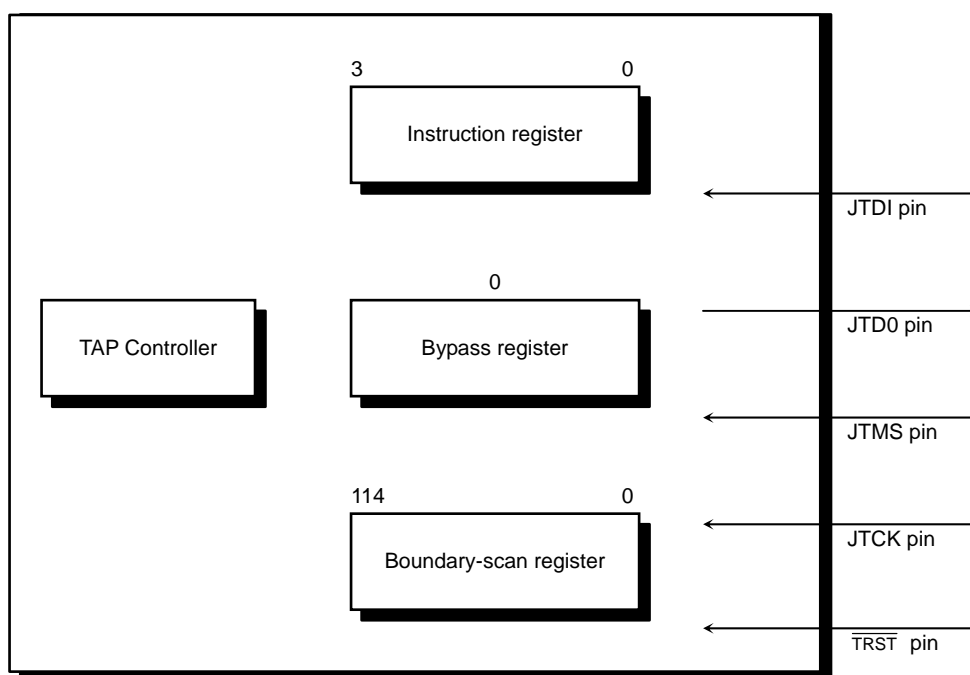 3 0
Instruction register
JTDI pin
0
TAP Controller
Bypass register
JTD0 pin
JTMS pin
114 0
Boundary-scan register
JTCK pin
TRST pin